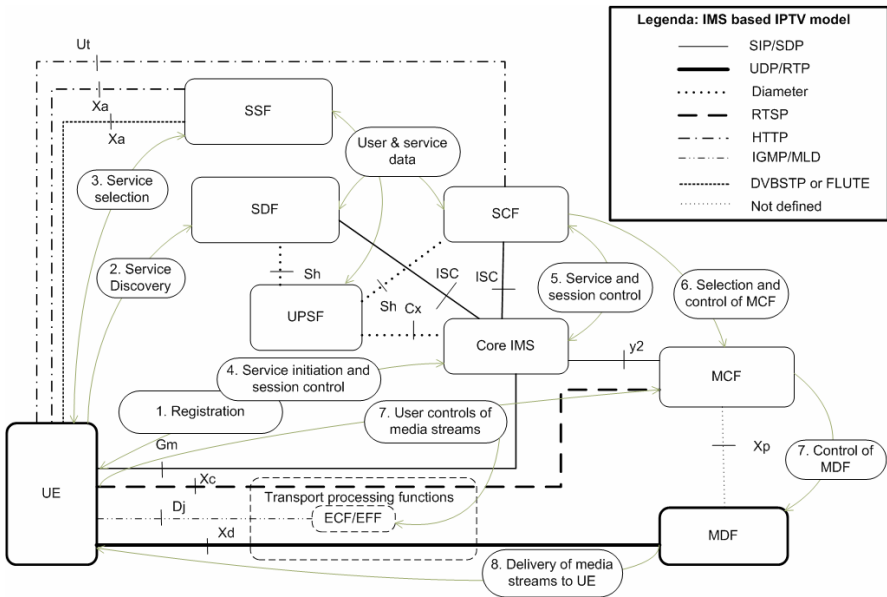 Legenda: IMS based IPTV model
SIP/SDP
UDP/RTP
Diameter
RTSP
HTTP
IGMP/MLD
DVBSTP or FLUTE
Not defined
Ut
Xa
Xa
SSF
User & service
data
3. Service
selection
SDF
SCF
2. Service
Discovery
Sh
ISC
ISC
5. Service and
session control
6. Selection and
control of MCF
UPSF
Sh
Cx
Core IMS
y2
4. Service initiation and
session control
MCF
1. Registration
7. User controls of
media streams
Gm
Xp
7. Control of
MDF
UE
Xc
Transport processing functions
Dj
ECF/EFF
Xd
MDF
8. Delivery of media
streams to UE